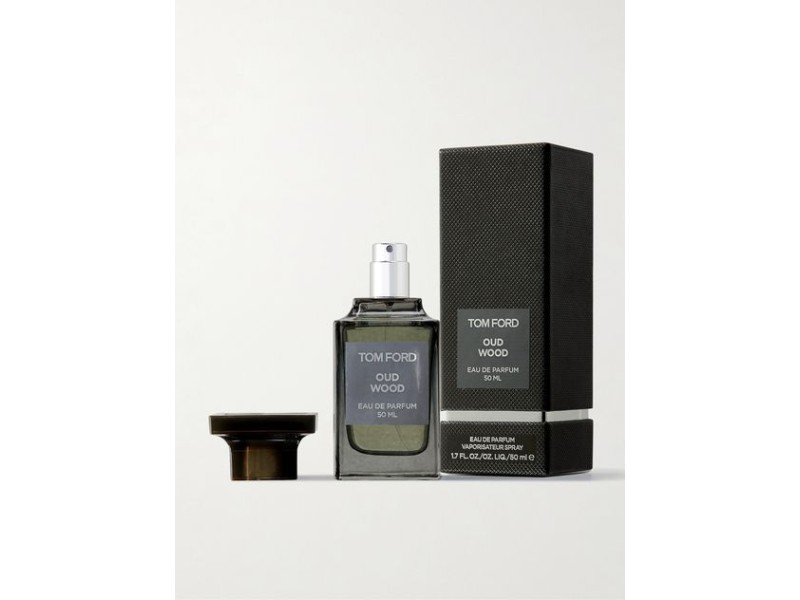 TOM FORD
OUD
WOOD
EAU DE PARFUM
50 ML
TOM FORD
OUD
WOOD
EAU DE PARFUM
50 ML
EAU DE PARFUM
VAPORISATEUR SPRAY
1.7 FL.OZ./OZ. LIQ./50 ml e